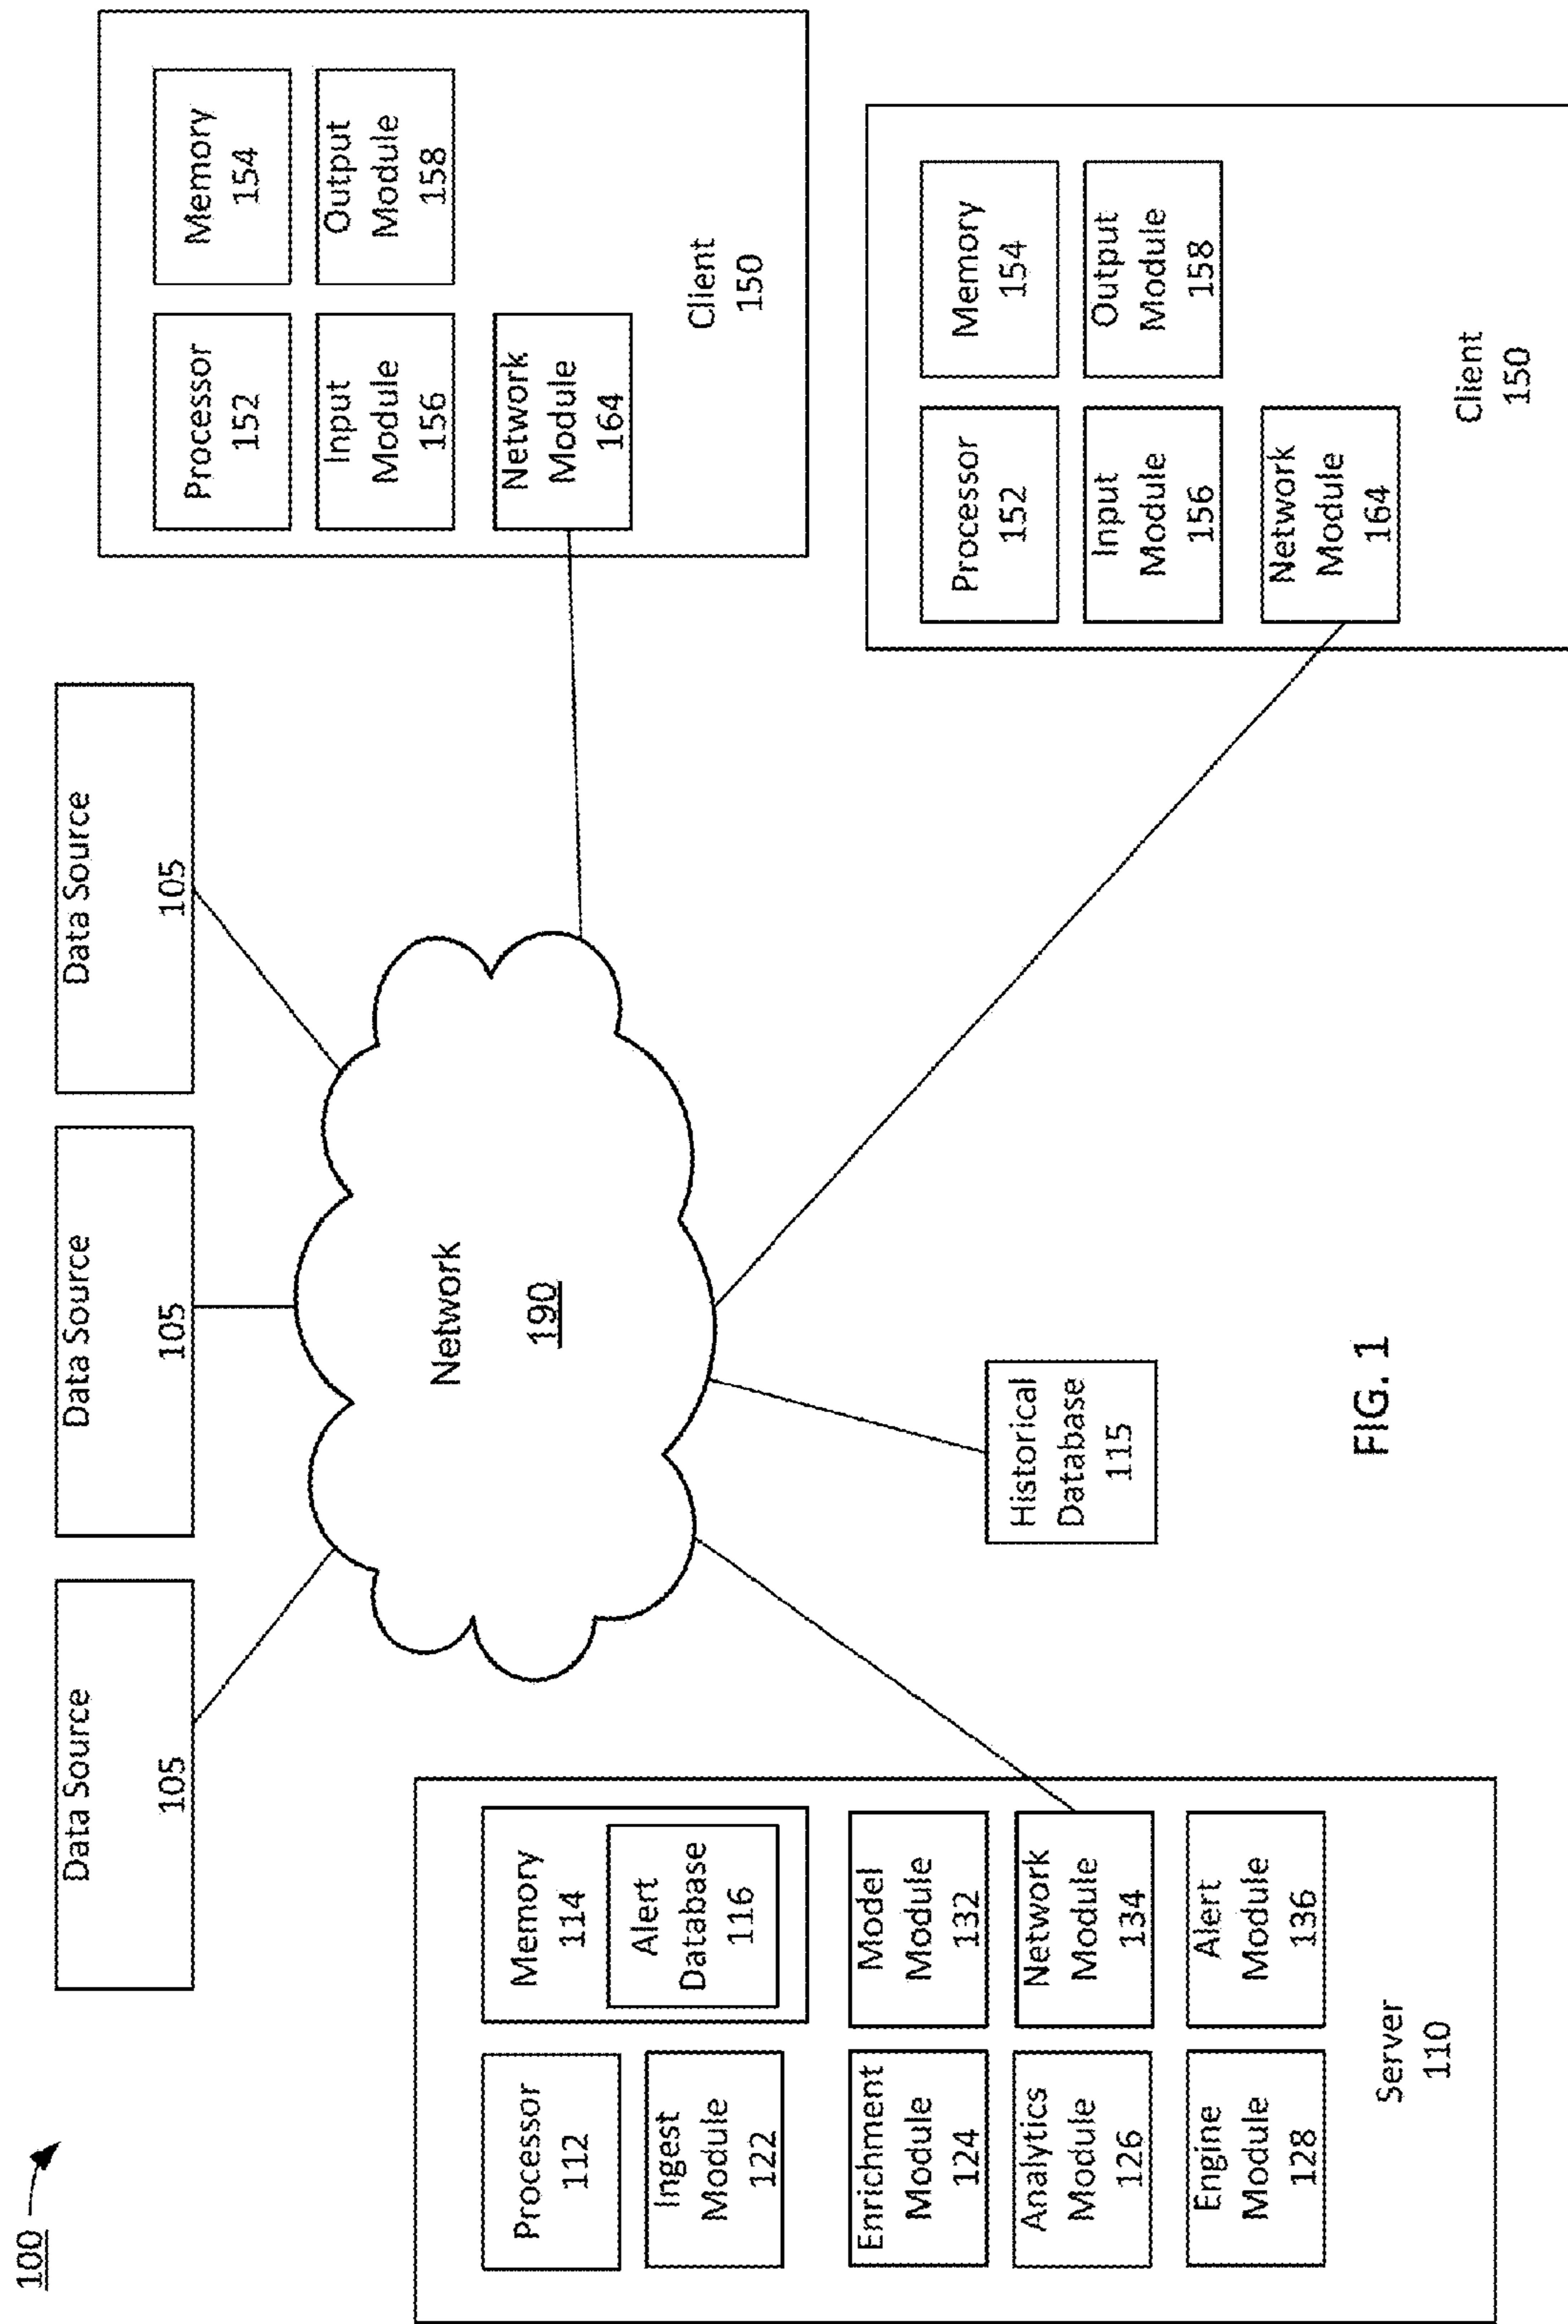 100
Data Source
105
Data Source
105
Data Source
105
Network
190
Processor
112
Memory
114
Alert
Database
116
Ingest
Module
122
Enrichment
Module
124
Model
Module
132
Analytics
Module
126
Network
Module
134
Engine
Module
128
Alert
Module
136
Server
110
Historical
Database
115
Processor
152
Memory
154
Input
Module
156
Output
Module
158
Network
Module
164
Client
150
Processor
152
Memory
154
Input
Module
156
Output
Module
158
Network
Module
164
Client
150
FIG. 1